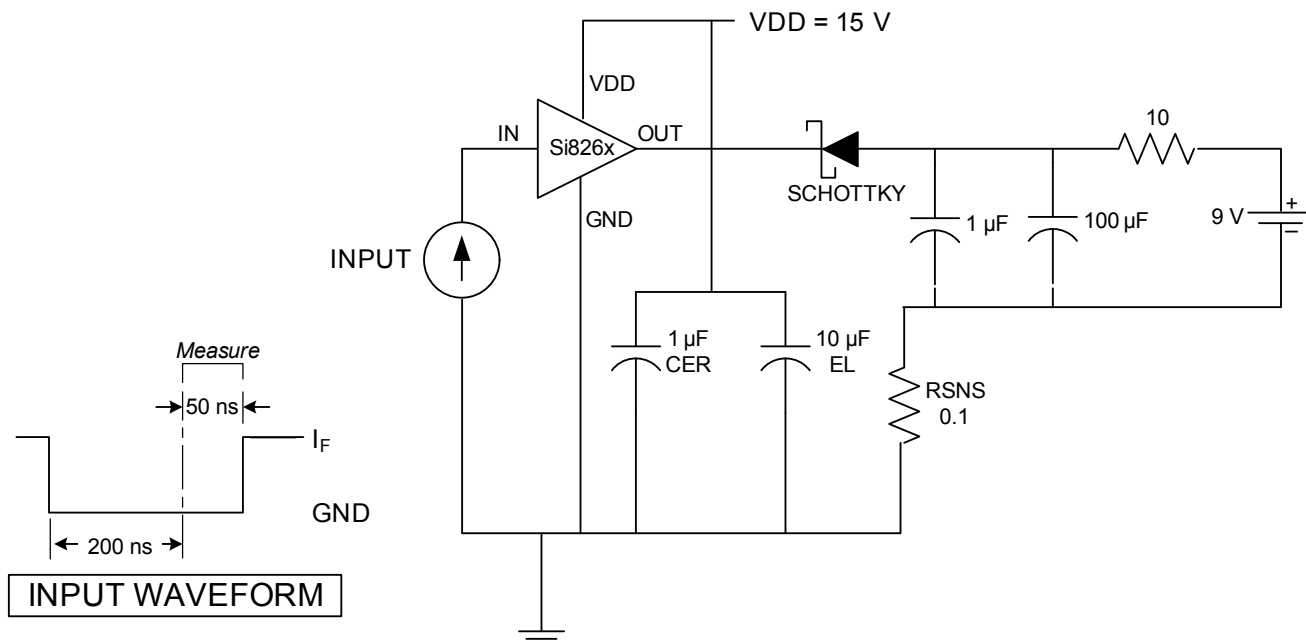 VDD = 15 V
VDD
IN
Si826x
OUT
GND
SCHOTTKY
10
1 µF
100 µF
9 V
+
–
INPUT
1 µF
CER
10 µF
EL
RSNS
0.1
Measure
50 ns
IF
GND
200 ns
INPUT WAVEFORM